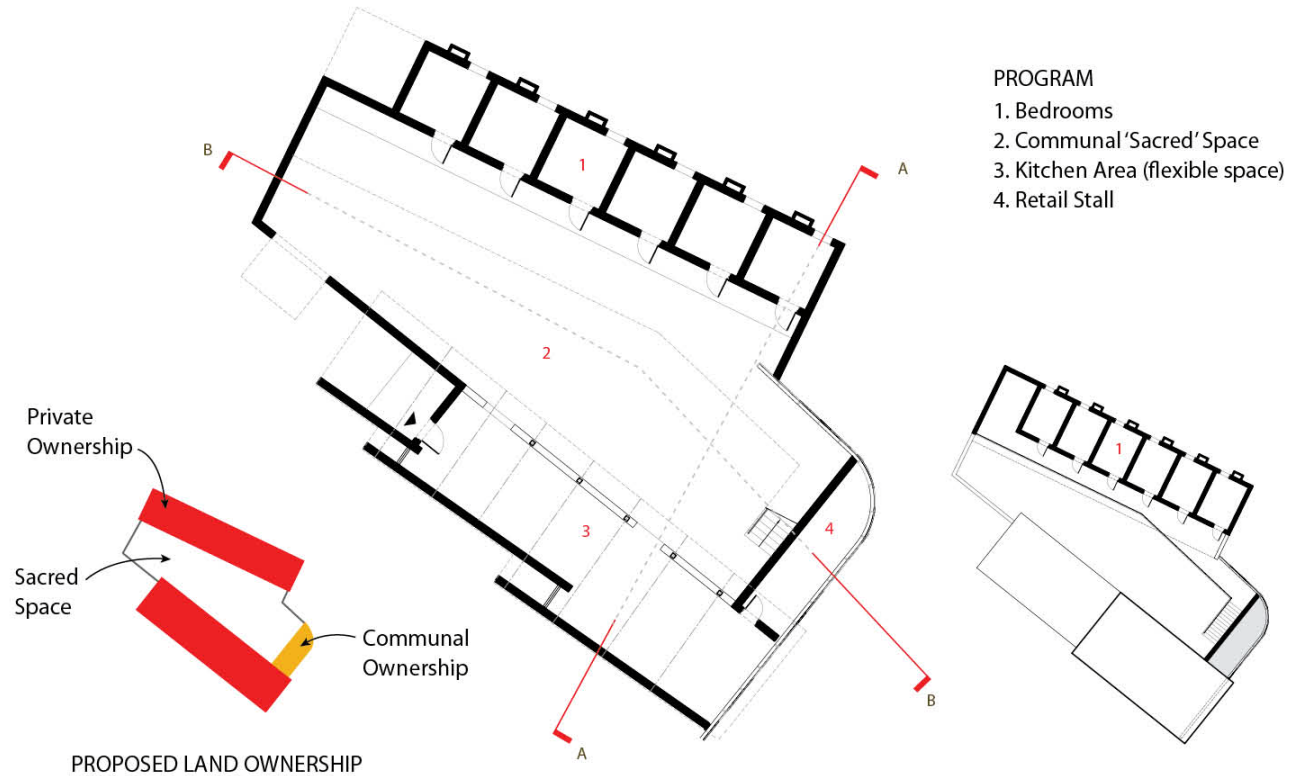 PROGRAM
1. Bedrooms
2. Communal ‘Sacred’ Space
3. Kitchen Area (flexible space)
4. Retail Stall
B
A
1
2
3
4
B
A
1
Private
Ownership
Sacred
Space
Communal
Ownership
PROPOSED LAND OWNERSHIP